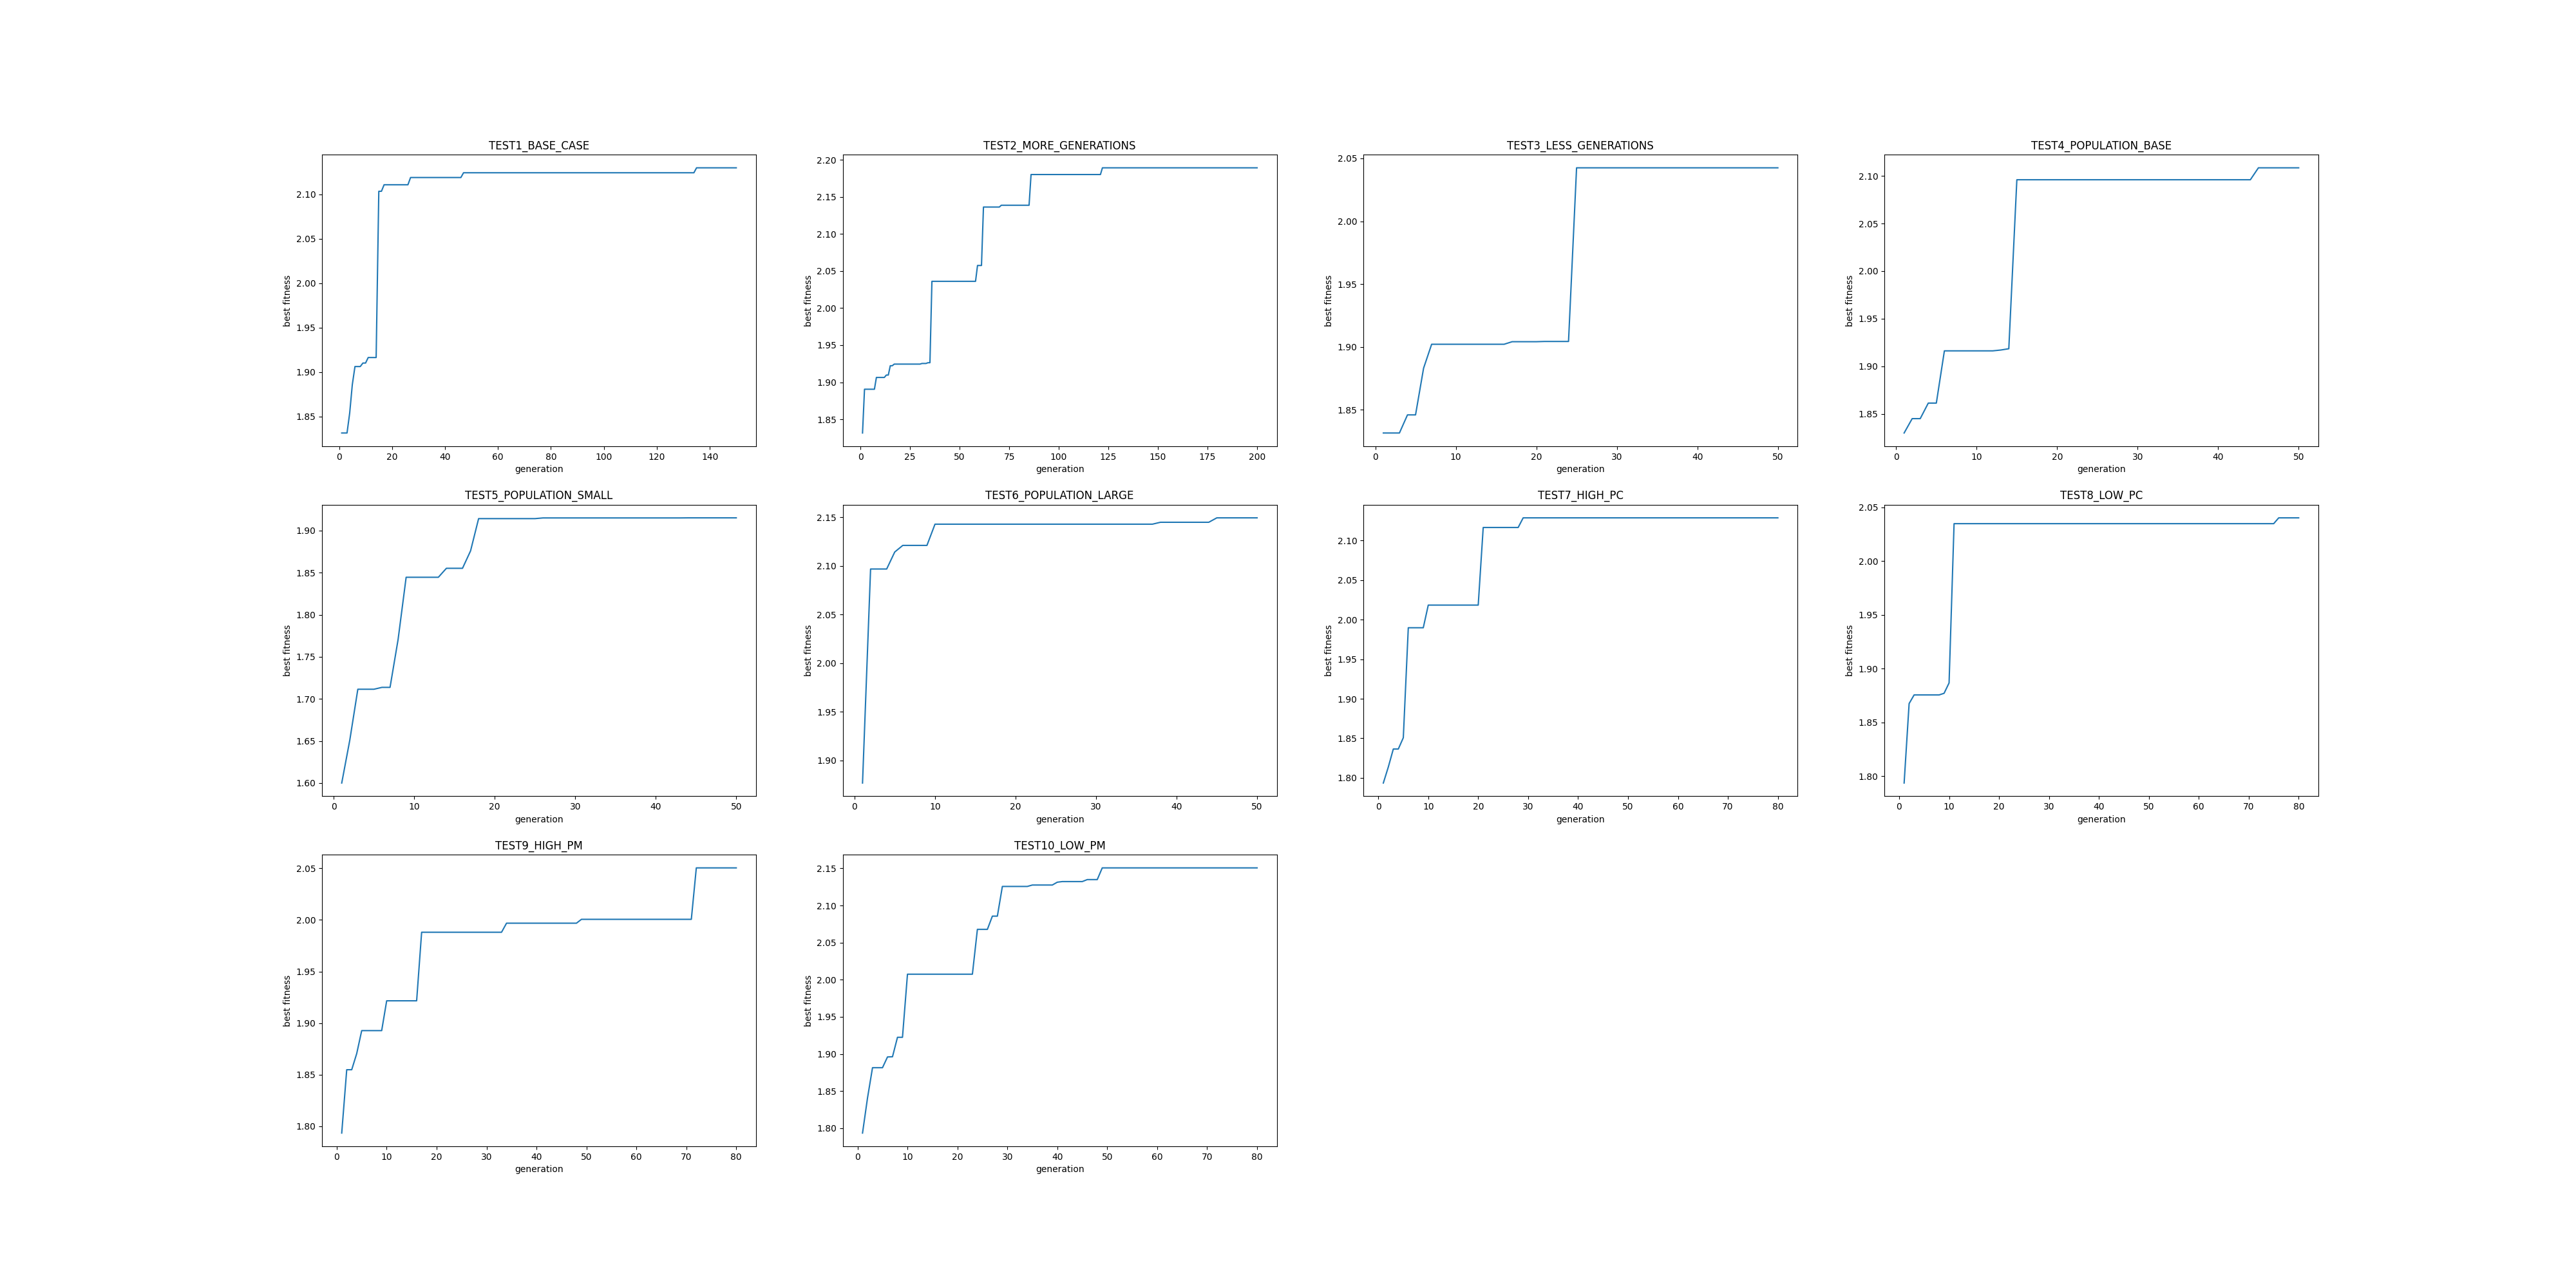 TEST1_BASE_CASE
best fitness
2.10
2.05
2.00
1.95
1.90
1.85
0 20 40 60 80 100 120 140
generation
TEST2_MORE_GENERATIONS
best fitness
2.20
2.15
2.10
2.05
2.00
1.95
1.90
1.85
0 25 50 75 100 125 150 175 200
generation
TEST3_LESS_GENERATIONS
best fitness
2.05
2.00
1.95
1.90
1.85
0 10 20 30 40 50
generation
TEST4_POPULATION_BASE
best fitness
2.10
2.05
2.00
1.95
1.90
1.85
0 10 20 30 40 50
generation
TEST5_POPULATION_SMALL
best fitness
1.90
1.85
1.80
1.75
1.70
1.65
1.60
0 10 20 30 40 50
generation
TEST6_POPULATION_LARGE
best fitness
2.15
2.10
2.05
2.00
1.95
1.90
0 10 20 30 40 50
generation
TEST7_HIGH_PC
best fitness
2.10
2.05
2.00
1.95
1.90
1.85
1.80
0 10 20 30 40 50 60 70 80
generation
TEST8_LOW_PC
best fitness
2.05
2.00
1.95
1.90
1.85
1.80
0 10 20 30 40 50 60 70 80
generation
TEST9_HIGH_PM
best fitness
2.05
2.00
1.95
1.90
1.85
1.80
0 10 20 30 40 50 60 70 80
generation
TEST10_LOW_PM
best fitness
2.15
2.10
2.05
2.00
1.95
1.90
1.85
1.80
0 10 20 30 40 50 60 70 80
generation